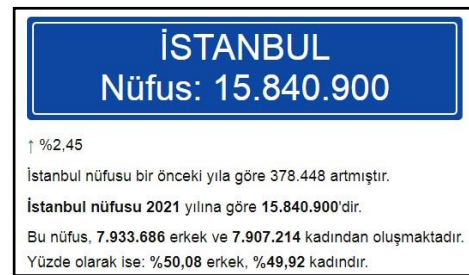 İSTANBUL
Nüfus: 15.840.900
↑ %2,45
İstanbul nüfusu bir önceki yıla göre 378.448 artmıştır.
İstanbul nüfusu 2021 yılına göre 15.840.900'dir.
Bu nüfus, 7.933.686 erkek ve 7.907.214 kadından oluşmaktadır.
Yüzde olarak ise: %50,08 erkek, %49,92 kadındır.